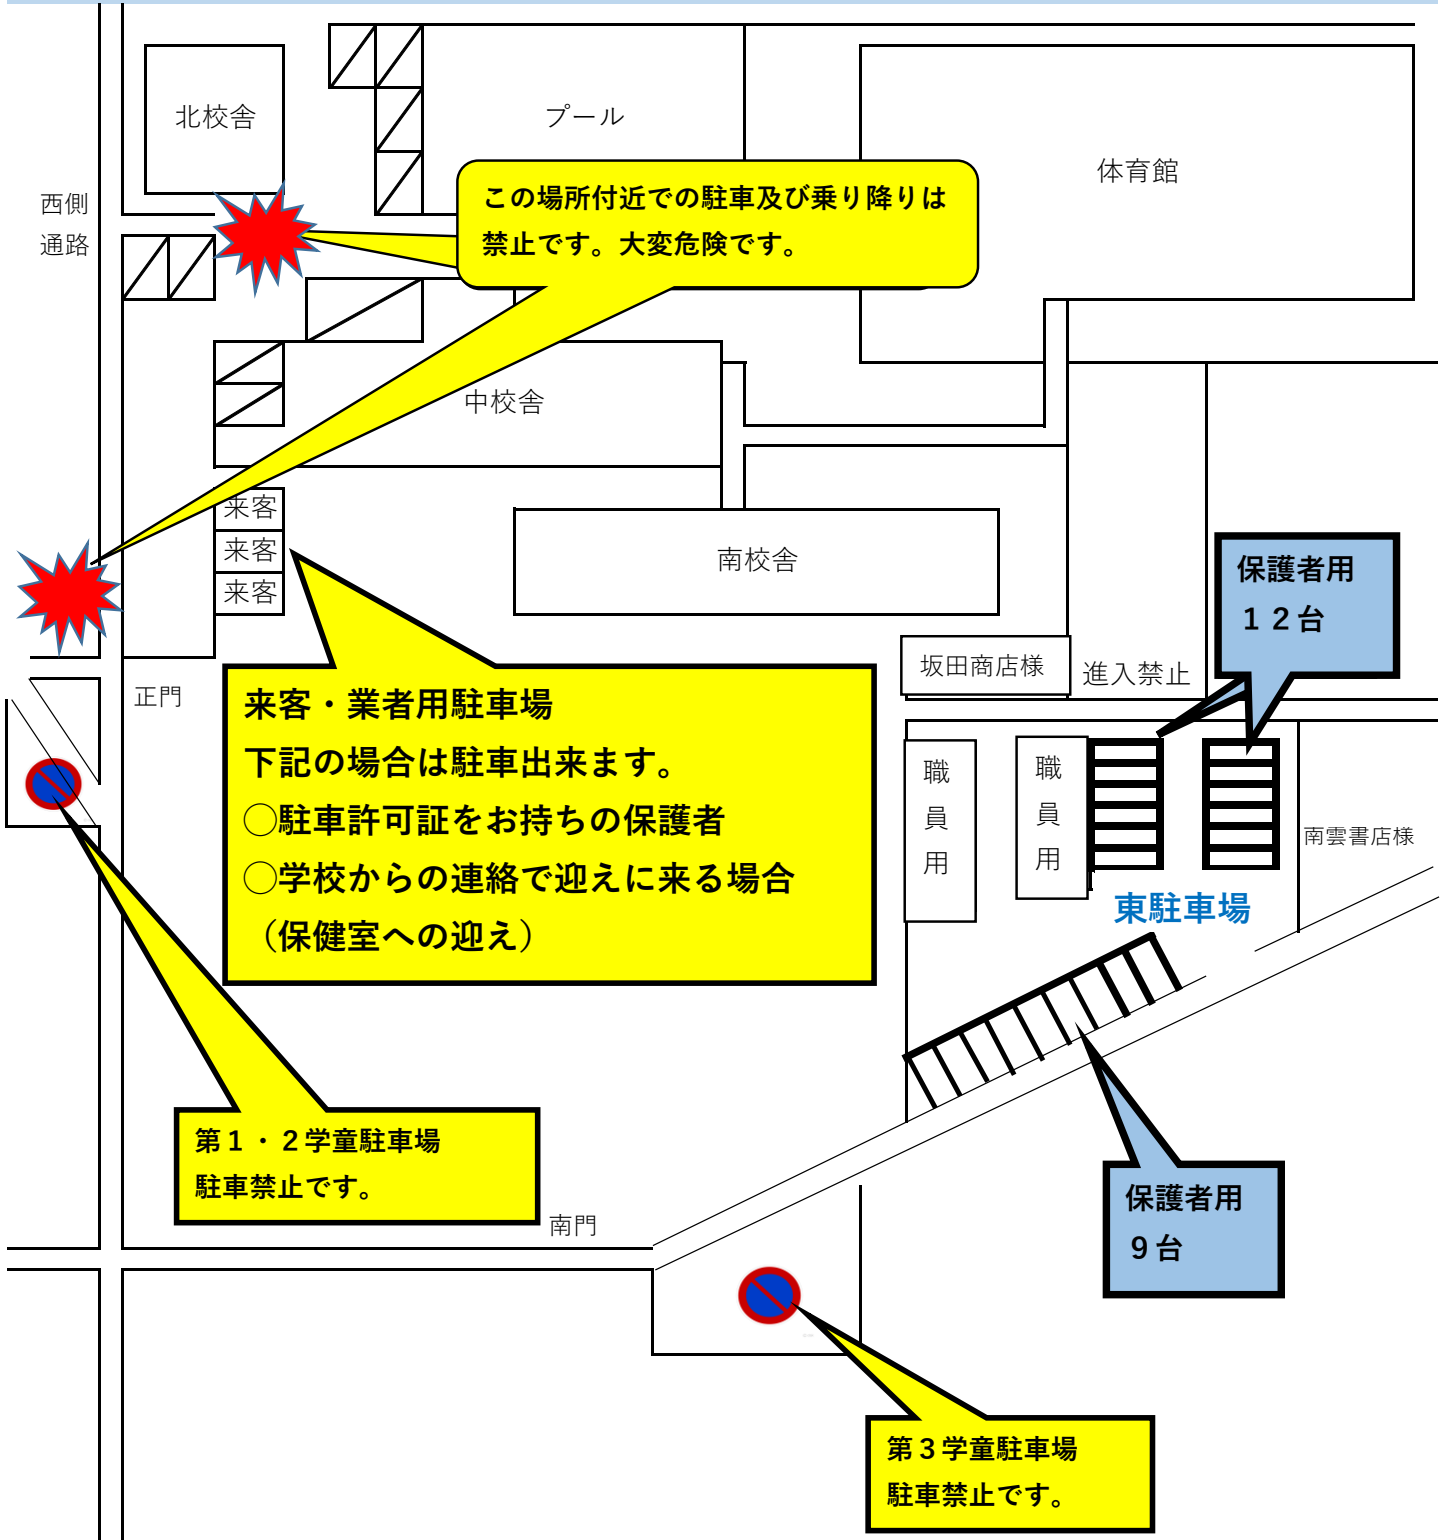 北校舎
プール
体育館
西側
通路
この場所付近での駐車及び乗り降りは
禁止です。大変危険です。
中校舎
来客
来客
来客
南校舎
保護者用
１２台
坂田商店様
進入禁止
正門
来客・業者用駐車場
下記の場合は駐車出来ます。
○駐車許可証をお持ちの保護者
○学校からの連絡で迎えに来る場合
（保健室への迎え）
職員用
職員用
南雲書店様
東駐車場
第１・２学童駐車場
駐車禁止です。
南門
保護者用
９台
第３学童駐車場
駐車禁止です。